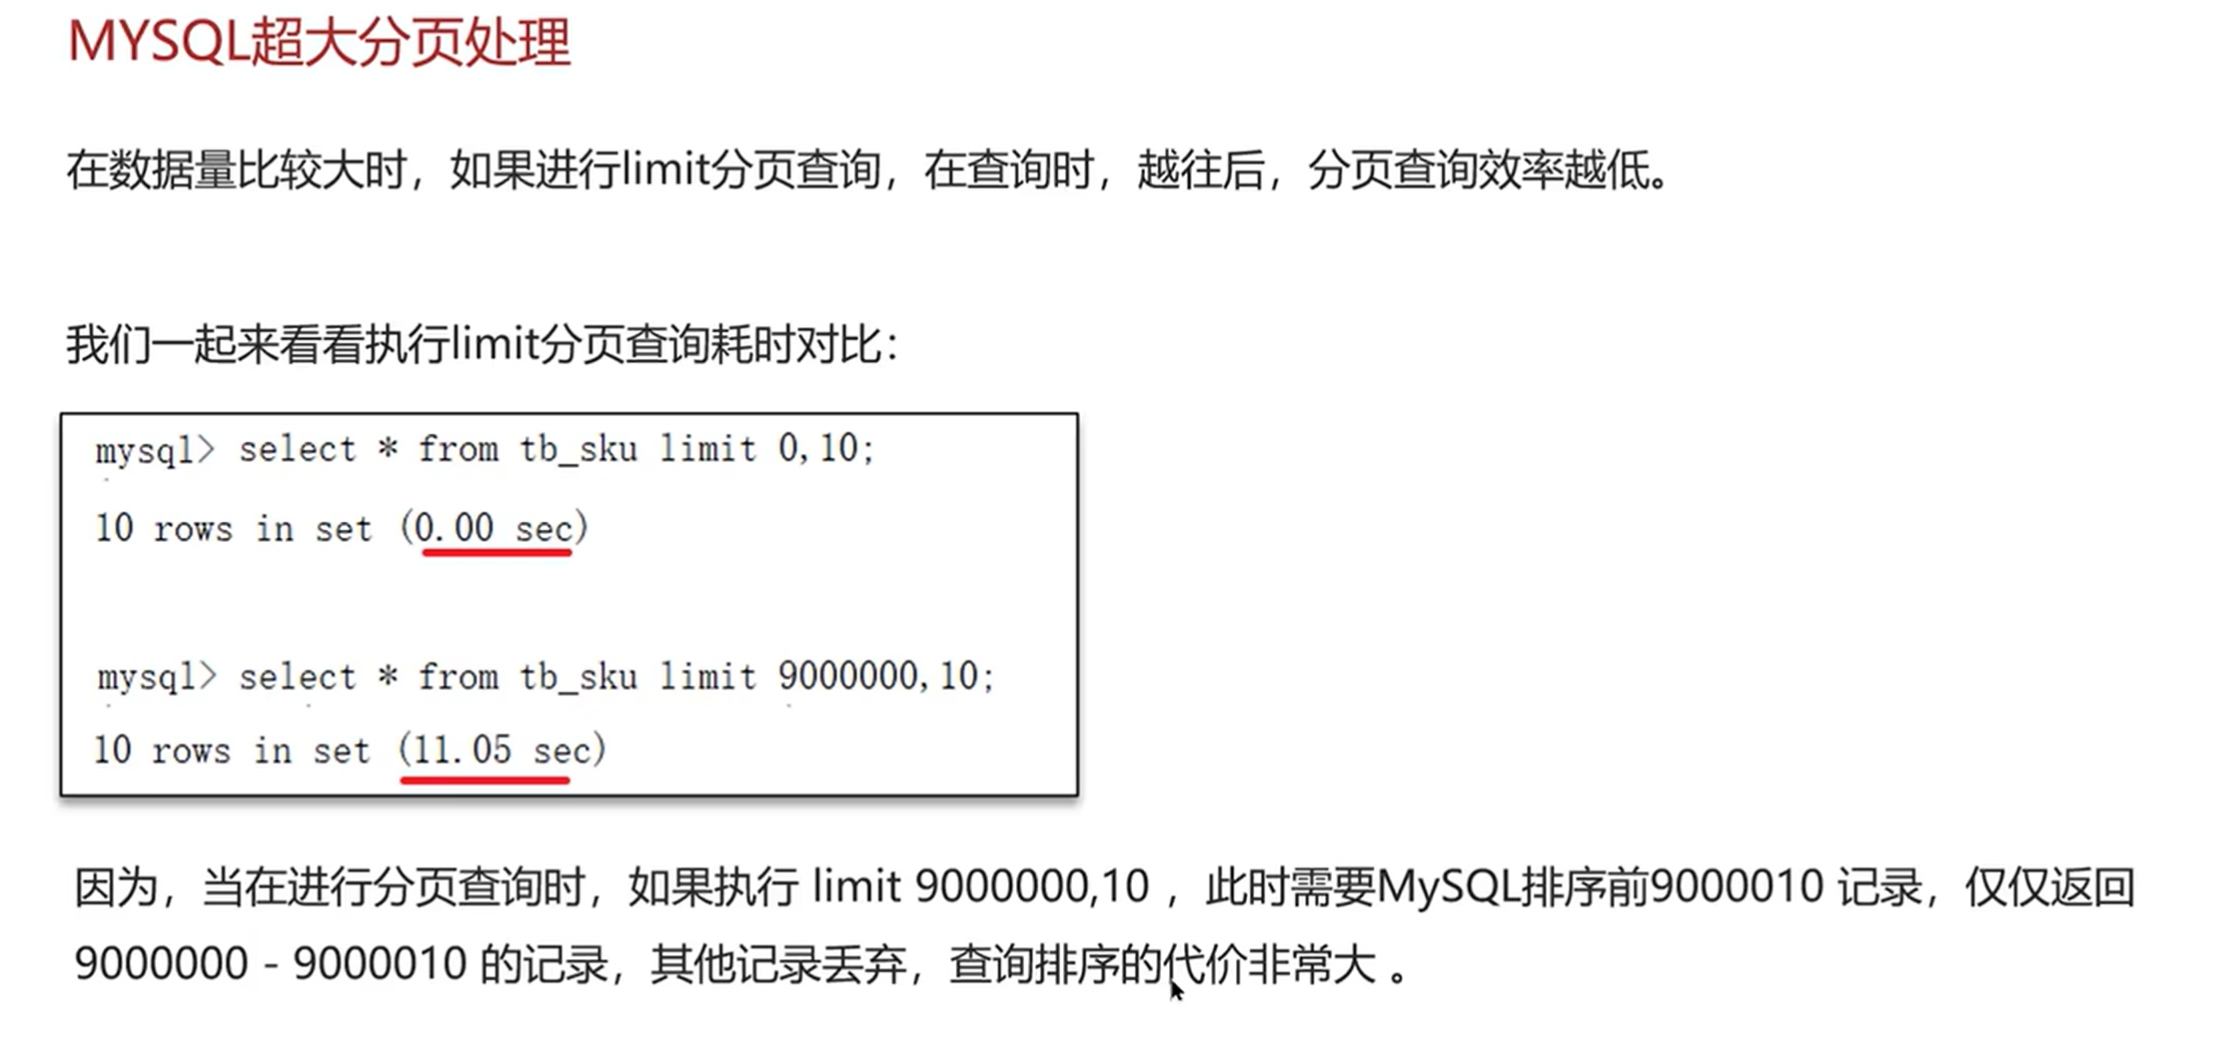 MYSQL超大分页处理
在数据量比较大时，如果进行limit分页查询，在查询时，越往后，分页查询效率越低。
我们一起来看看执行limit分页查询耗时对比：
mysql> select * from tb_sku limit 0,10;
10 rows in set (0.00 sec)
mysql> select * from tb_sku limit 9000000,10;
10 rows in set (11.05 sec)
因为，当在进行分页查询时，如果执行 limit 9000000,10 ，此时需要MySQL排序前9000010 记录，仅仅返回
9000000 - 9000010 的记录，其他记录丢弃，查询排序的代价非常大 。